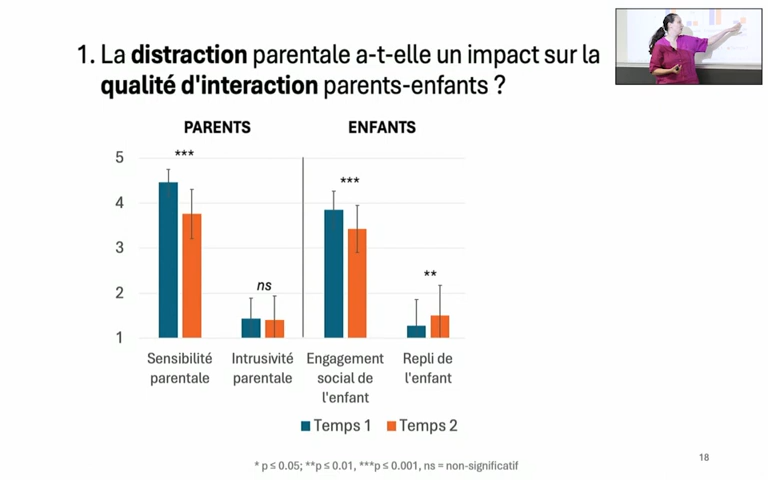 1. La distraction parentale a-t-elle un impact sur la
qualité d'interaction parents-enfants ?
PARENTS
ENFANTS
5
4
3
2
1
***
ns
***
**
Sensibilité
parentale
Intrusivité
parentale
Engagement
social de
l'enfant
Repli de
l'enfant
Temps 1
Temps 2
* p ≤ 0.05; **p ≤ 0.01, ***p ≤ 0.001, ns = non-significatif
18